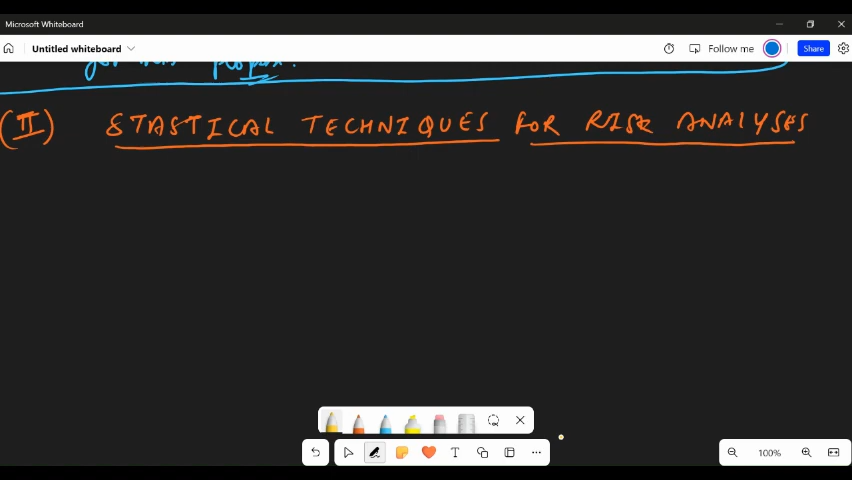 Microsoft Whiteboard
Untitled whiteboard
Follow me
Share
(II) STASTICAL TECHNIQUES FOR RISK ANALYSES
100%